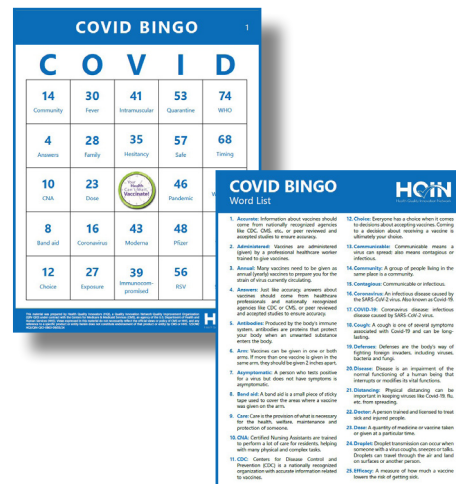 COVID BINGO
1
C O V I D
14 30 41 53 74
Community Fever Intramuscular Quarantine WHO
4 28 35 57 68
Answers Family Hesitancy Safe Timing
10 23 46
CNA Dose Vaccinate! Pandemic
8 16 43 48
Band aid Coronavirus Moderna Pfizer
12 27 39 56
Choice Exposure Immunocom- RSV
promised
COVID BINGO
Word List
HQIN
1. Accurate: Information about vaccines should
come from nationally recognized agencies
like CDC, CMS, etc., or peer reviewed and
accepted studies to ensure accuracy.
2. Administered: Vaccines are administered
(given) by a professional healthcare worker
trained to give vaccines.
3. Annual: Many vaccines need to be given as
annual (yearly) vaccines to prepare you for the
strain of virus currently circulating.
4. Answers: Just like accuracy, answers about
vaccines should come from healthcare
professionals and nationally recognized
agencies like CDC or CMS, or peer reviewed
and accepted studies to ensure accuracy.
5. Antibodies: Produced by the body's immune
system, antibodies are proteins that protect
your body when an unwanted substance
enters the body.
6. Arm: Vaccines can be given in one or both
arms. If more than one vaccine is given in the
same arm, they should be given 2 inches apart.
7. Asymptomatic: A person who tests positive
for a virus but does not have symptoms is
asymptomatic.
8. Band aid: A band aid is a small piece of sticky
tape used to cover the areas where a vaccine
was given on the arm.
9. Care: Care is the provision of what is necessary
for the health, welfare, maintenance and
protection of someone.
10. CNA: Certified Nursing Assistants are trained
to perform a lot of care for residents, helping
with many physical and complex tasks.
11. CDC: Centers for Disease Control and
Prevention (CDC) is a nationally recognized
organization with accurate information related
to vaccines.
12. Choice: Everyone has a choice when it comes
to decisions about accepting vaccines. Coming
to a decision about receiving a vaccine is
ultimately your choice.
13. Communicable: Communicable means a
virus can spread; also means contagious or
infectious.
14. Community: A group of people living in the
same place is a community.
15. Contagious: Communicable or infectious.
16. Coronavirus: An infectious disease caused by
the SARS-CoV-2 virus. Also known as Covid-19.
17. COVID-19: Coronavirus disease; infectious
disease caused by SARS-CoV-2 virus.
18. Cough: A cough is one of several symptoms
associated with Covid-19 and can be long-
lasting.
19. Defenses: Defenses are the body's way of
fighting foreign invaders, including viruses,
bacteria and fungi.
20. Disease: Disease is an impairment of the
normal functioning of a human being that
interrupts or modifies its vital functions.
21. Distancing: Physical distancing can be
important in keeping viruses like Covid-19, flu,
etc. from spreading.
22. Doctor: A person trained and licensed to treat
sick and injured people.
23. Dose: A quantity of medicine or vaccine taken
or given at a particular time.
24. Droplet: Droplet transmission can occur when
someone with a virus coughs, sneezes or talks.
Droplets can travel through the air and land
on surfaces or another person.
25. Efficacy: A measure of how much a vaccine
lowers the risk of getting sick.